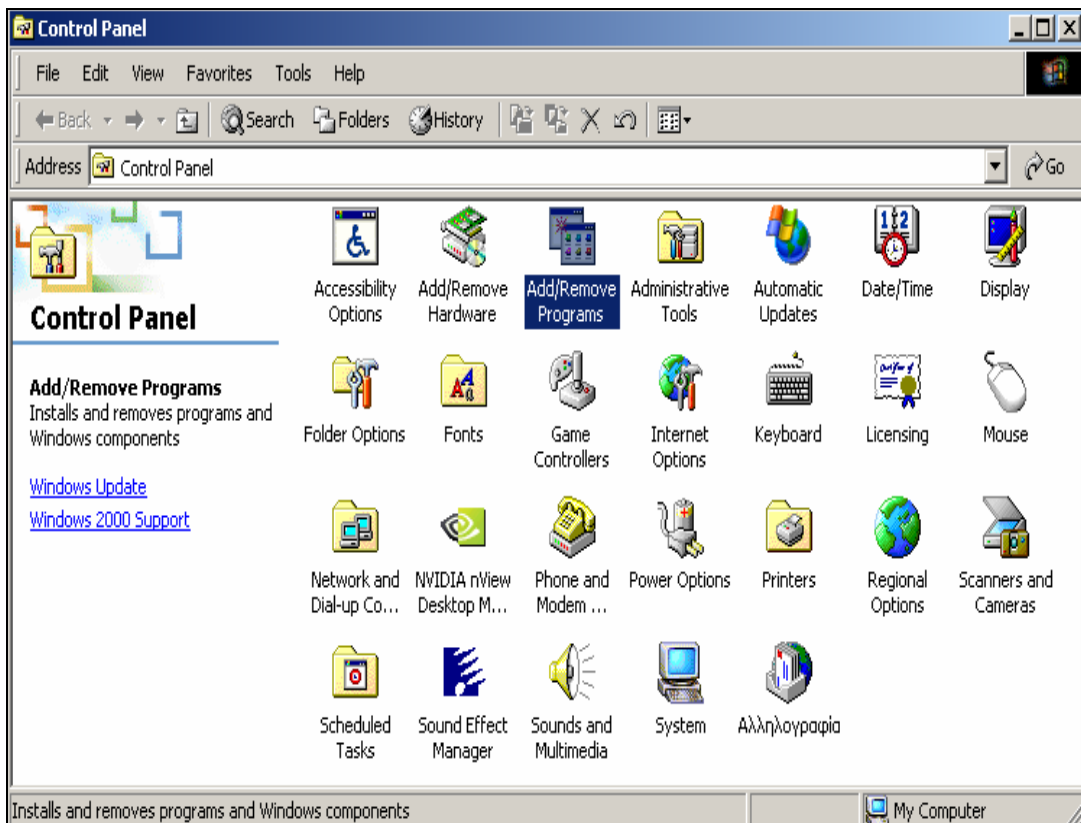 Control Panel
File Edit View Favorites Tools Help
Back Search Folders History
Address Control Panel Go
Control Panel
Add/Remove Programs
Installs and removes programs and
Windows components
Windows Update
Windows 2000 Support
Accessibility
Options
Add/Remove
Hardware
Add/Remove
Programs
Administrative
Tools
Automatic
Updates
Date/Time
Display
Folder Options
Fonts
Game
Controllers
Internet
Options
Keyboard
Licensing
Mouse
Network and
Dial-up Co...
NVIDIA nView
Desktop M...
Phone and
Modem ...
Power Options
Printers
Regional
Options
Scanners and
Cameras
Scheduled
Tasks
Sound Effect
Manager
Sounds and
Multimedia
System
Αλληλογραφία
Installs and removes programs and Windows components
My Computer